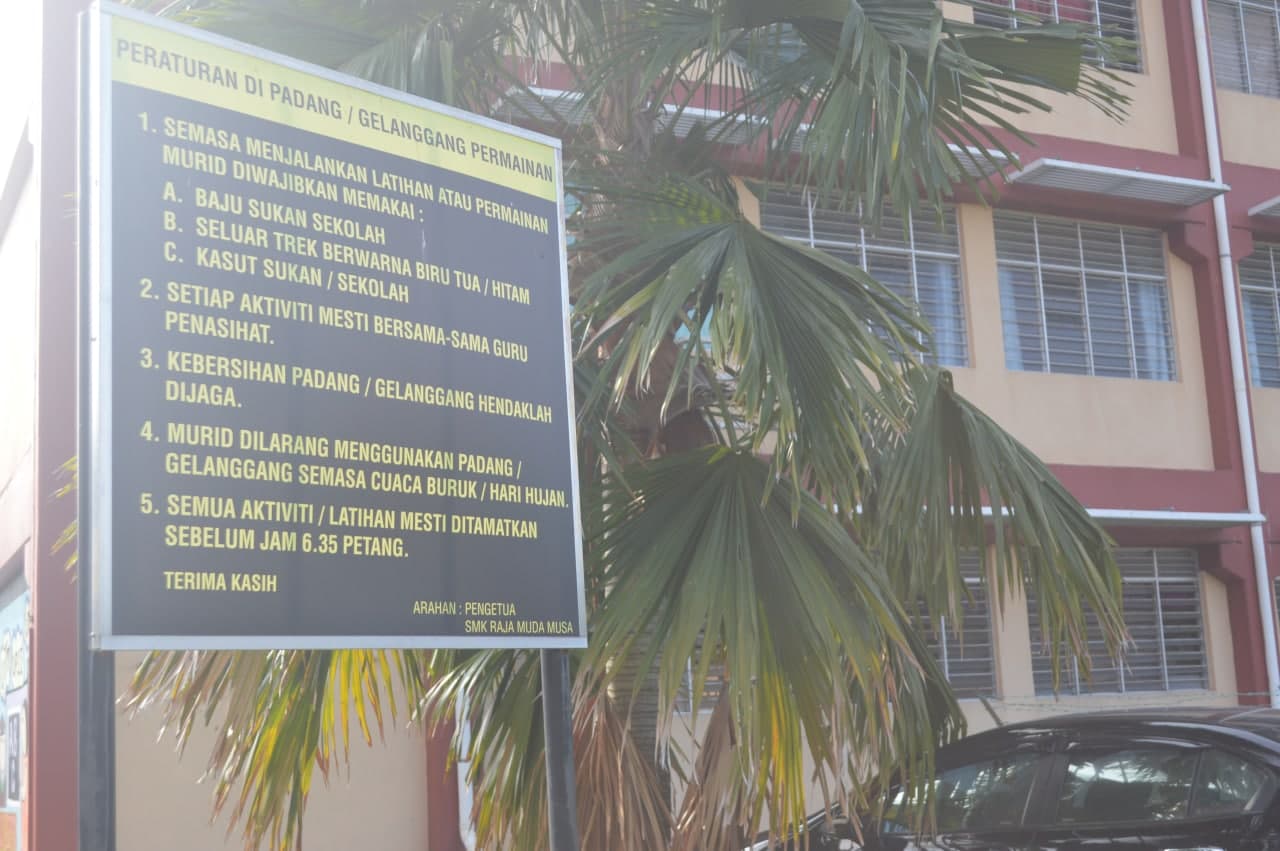 PERATURAN DI PADANG / GELANGGANG PERMAINAN
1. SEMASA MENJALANKAN LATIHAN ATAU PERMAINAN
MURID DIWAJIBKAN MEMAKAI :
A. BAJU SUKAN SEKOLAH
B. SELUAR TREK BERWARNA BIRU TUA / HITAM
C. KASUT SUKAN / SEKOLAH
2. SETIAP AKTIVITI MESTI BERSAMA-SAMA GURU
PENASIHAT.
3. KEBERSIHAN PADANG / GELANGGANG HENDAKLAH
DIJAGA.
4. MURID DILARANG MENGGUNAKAN PADANG /
GELANGGANG SEMASA CUACA BURUK / HARI HUJAN.
5. SEMUA AKTIVITI / LATIHAN MESTI DITAMATKAN
SEBELUM JAM 6.35 PETANG.
TERIMA KASIH
ARAHAN : PENGETUA
SMK RAJA MUDA MUSA